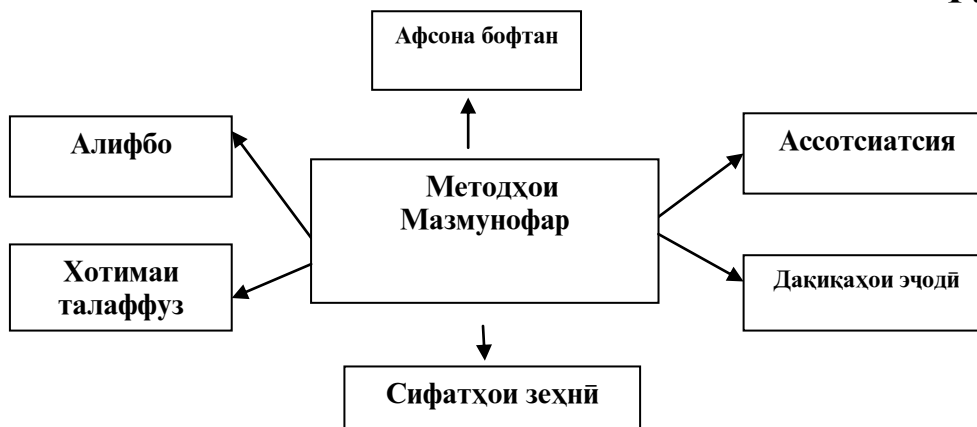 Афсона бофтан
Алифбо
Ассотсиатсия
Методҳои
Мазмунофар
Хотимаи
талаффуз
Дақиқаҳои эҷодӣ
Сифатҳои зеҳнӣ